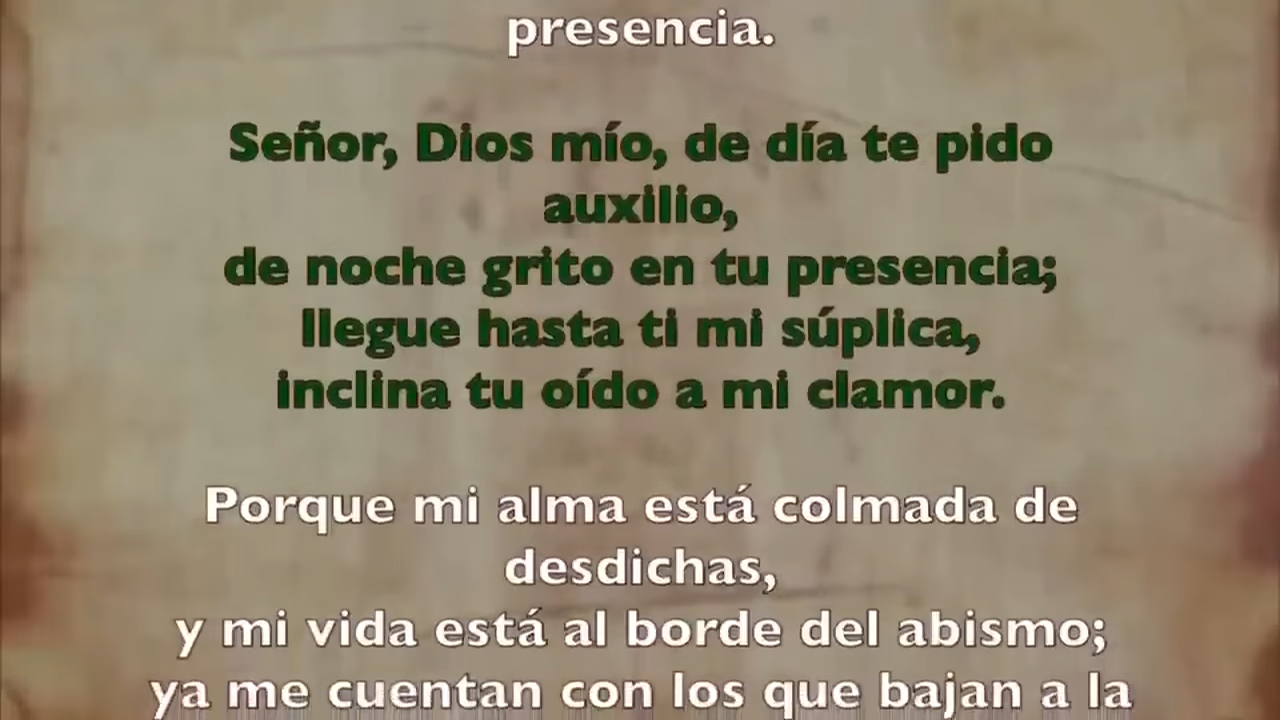 presencia.
Señor, Dios mío, de día te pido
auxilio,
de noche grito en tu presencia;
llegue hasta ti mi súplica,
inclina tu oído a mi clamor.
Porque mi alma está colmada de
desdichas,
y mi vida está al borde del abismo;
ya me cuentan con los que bajan a la